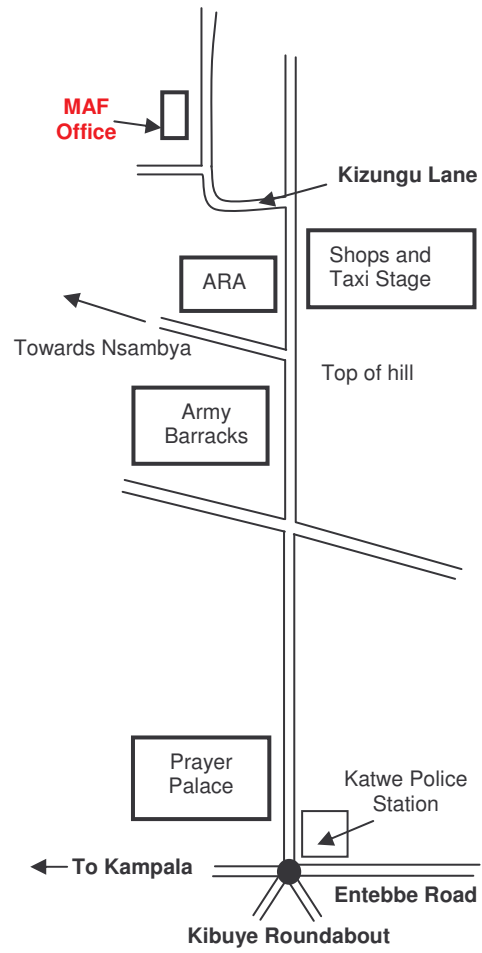 MAF
Office
Kizungu Lane
Shops and
Taxi Stage
ARA
Towards Nsambya
Top of hill
Army
Barracks
Prayer
Palace
Katwe Police
Station
To Kampala
Entebbe Road
Kibuye Roundabout